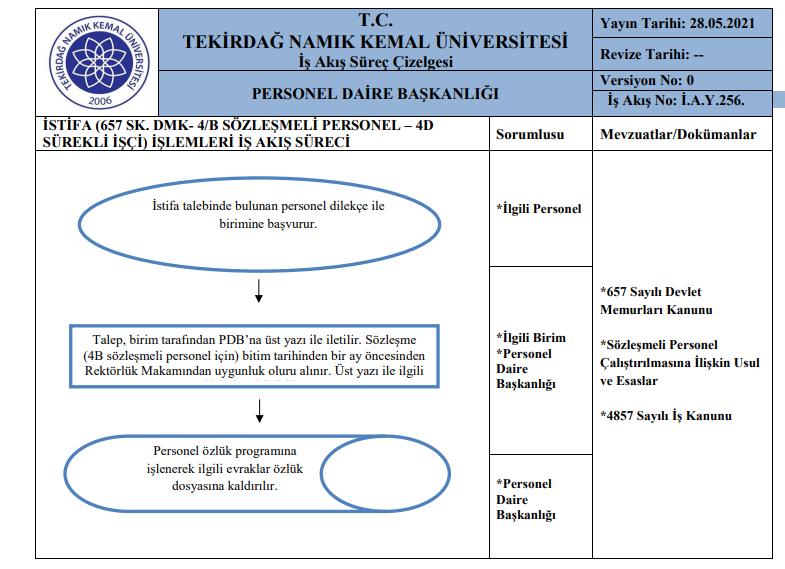 TEKİRDAĞ NAMIK KEMAL ÜNİVERSİTESİ
2006
T.C.
TEKİRDAĞ NAMIK KEMAL ÜNİVERSİTESİ
İş Akış Süreç Çizelgesi
PERSONEL DAİRE BAŞKANLIĞI
Yayın Tarihi: 28.05.2021
Revize Tarihi: --
Versiyon No: 0
İş Akış No: İ.A.Y.256.
İSTİFA (657 SK. DMK- 4/B SÖZLEŞMELİ PERSONEL – 4D
SÜREKLİ İŞÇİ) İŞLEMLERİ İŞ AKIŞ SÜRECİ
Sorumlusu
Mevzuatlar/Dokümanlar
İstifa talebinde bulunan personel dilekçe ile
birimine başvurur.
*İlgili Personel
Talep, birim tarafından PDB’na üst yazı ile iletilir. Sözleşme
(4B sözleşmeli personel için) bitim tarihinden bir ay öncesinden
Rektörlük Makamından uygunluk oluru alınır. Üst yazı ile ilgili
*İlgili Birim
*Personel
Daire
Başkanlığı
Personel özlük programına
işlenerek ilgili evraklar özlük
dosyasına kaldırılır.
*Personel
Daire
Başkanlığı
*657 Sayılı Devlet
Memurları Kanunu
*Sözleşmeli Personel
Çalıştırılmasına İlişkin Usul
ve Esaslar
*4857 Sayılı İş Kanunu